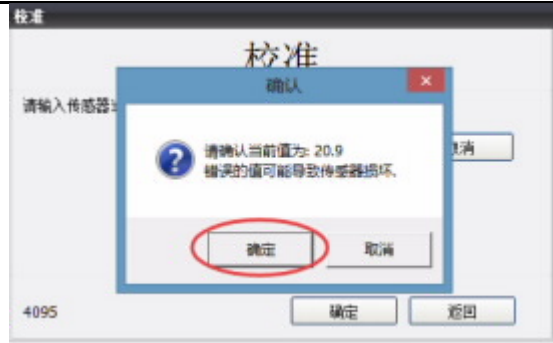 校准
校准
确认
请输入传感器
请确认当前值为: 20.9
错误的值可能导致传感器损坏、
取消
确定
取消
4095
确定
返回